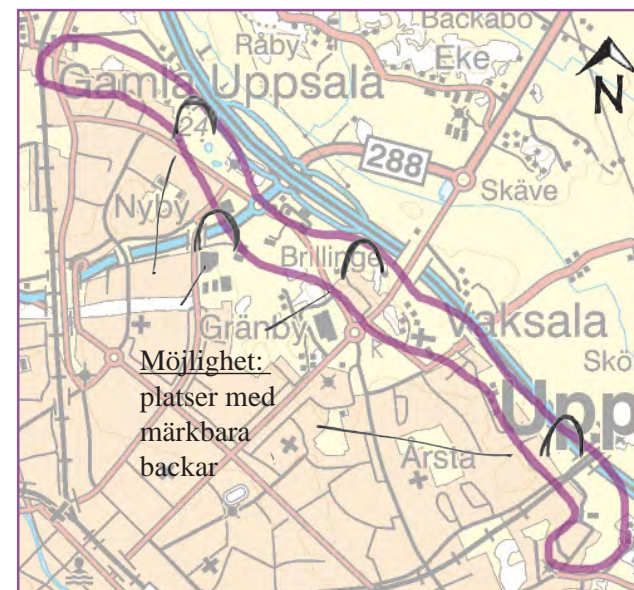 Backabo
Råby
Eke
Gamla Uppsala
N
24
288
Skäve
Nyby
Brillinge
Gränby
Vaksala
k
Skö
Möjlighet:
platser med
märkbara
backar
Upp
Årsta